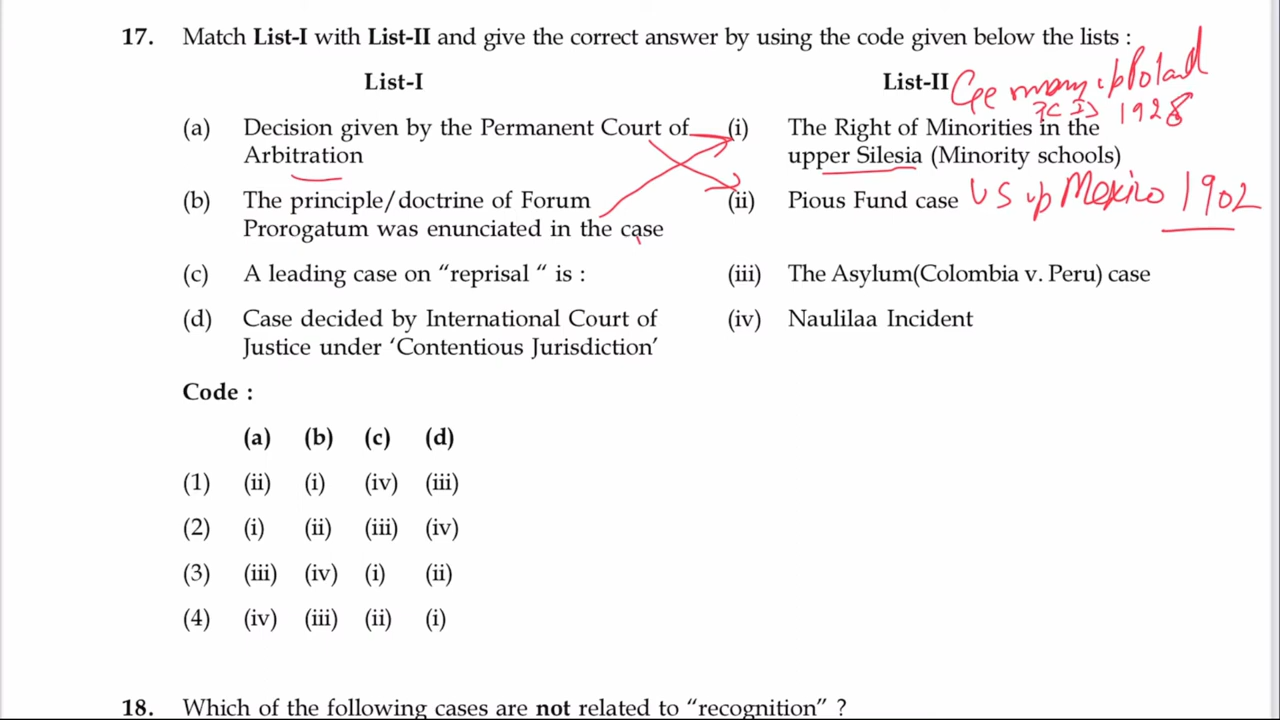 17. Match List-I with List-II and give the correct answer by using the code given below the lists :
List-I List-II
Germany v Poland
PCIJ 1928
(a) Decision given by the Permanent Court of Arbitration
(i) The Right of Minorities in the upper Silesia (Minority schools)
(b) The principle/doctrine of Forum Prorogatum was enunciated in the case
(ii) Pious Fund case US v Mexico 1902
(c) A leading case on “reprisal “ is :
(iii) The Asylum(Colombia v. Peru) case
(d) Case decided by International Court of Justice under ‘Contentious Jurisdiction’
(iv) Naulilaa Incident
Code :
(a) (b) (c) (d)
(1) (ii) (i) (iv) (iii)
(2) (i) (ii) (iii) (iv)
(3) (iii) (iv) (i) (ii)
(4) (iv) (iii) (ii) (i)
18. Which of the following cases are not related to “recognition” ?